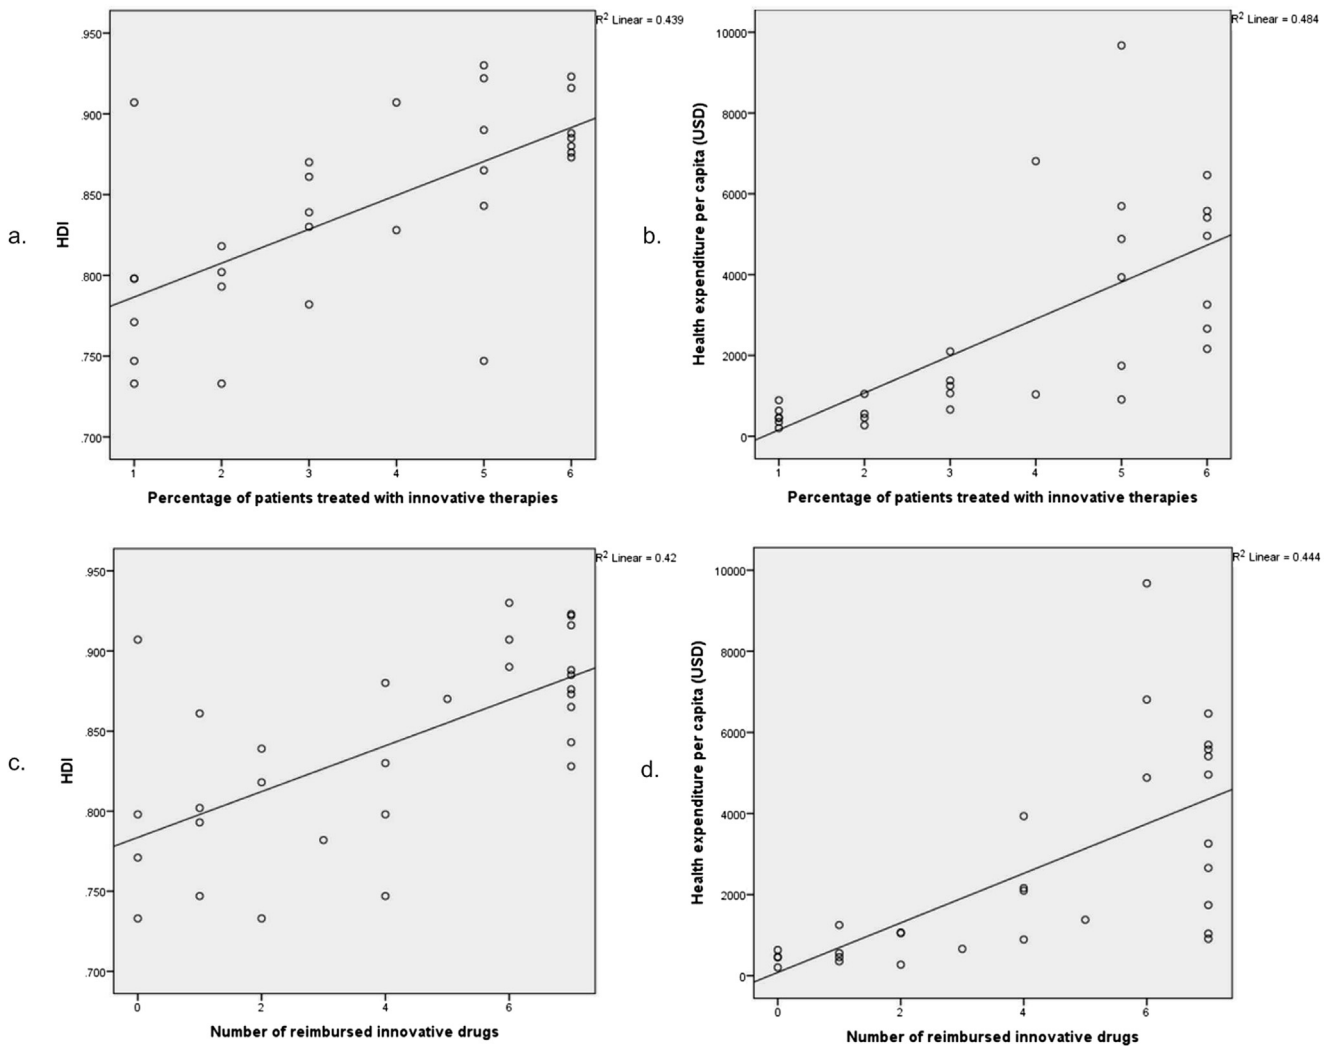 R2 Linear = 0.439
.950
.900
.850
.800
.750
.700
HDI
a.
1 2 3 4 5 6
Percentage of patients treated with innovative therapies
R2 Linear = 0.484
10000
8000
6000
4000
2000
0
Health expenditure per capita (USD)
b.
1 2 3 4 5 6
Percentage of patients treated with innovative therapies
R2 Linear = 0.42
.950
.900
.850
.800
.750
.700
HDI
c.
0 2 4 6
Number of reimbursed innovative drugs
R2 Linear = 0.444
10000
8000
6000
4000
2000
0
Health expenditure per capita (USD)
d.
0 2 4 6
Number of reimbursed innovative drugs